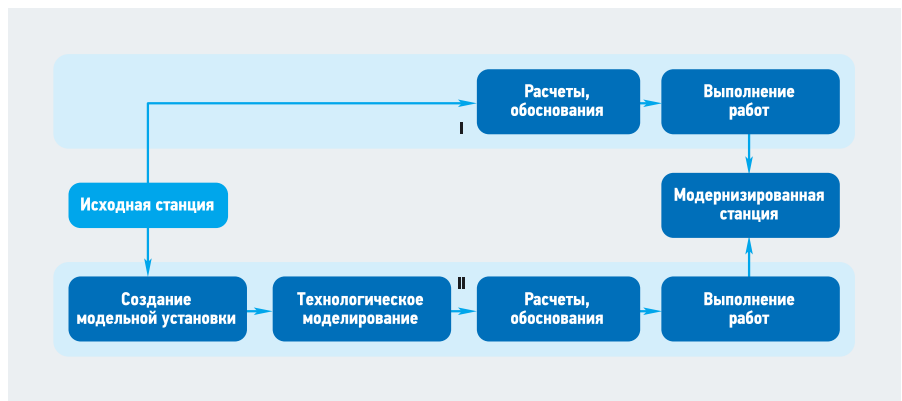 Расчеты,
обоснования
Выполнение
работ
I
Исходная станция
Модернизированная
станция
II
Создание
модельной установки
Технологическое
моделирование
Расчеты,
обоснования
Выполнение
работ